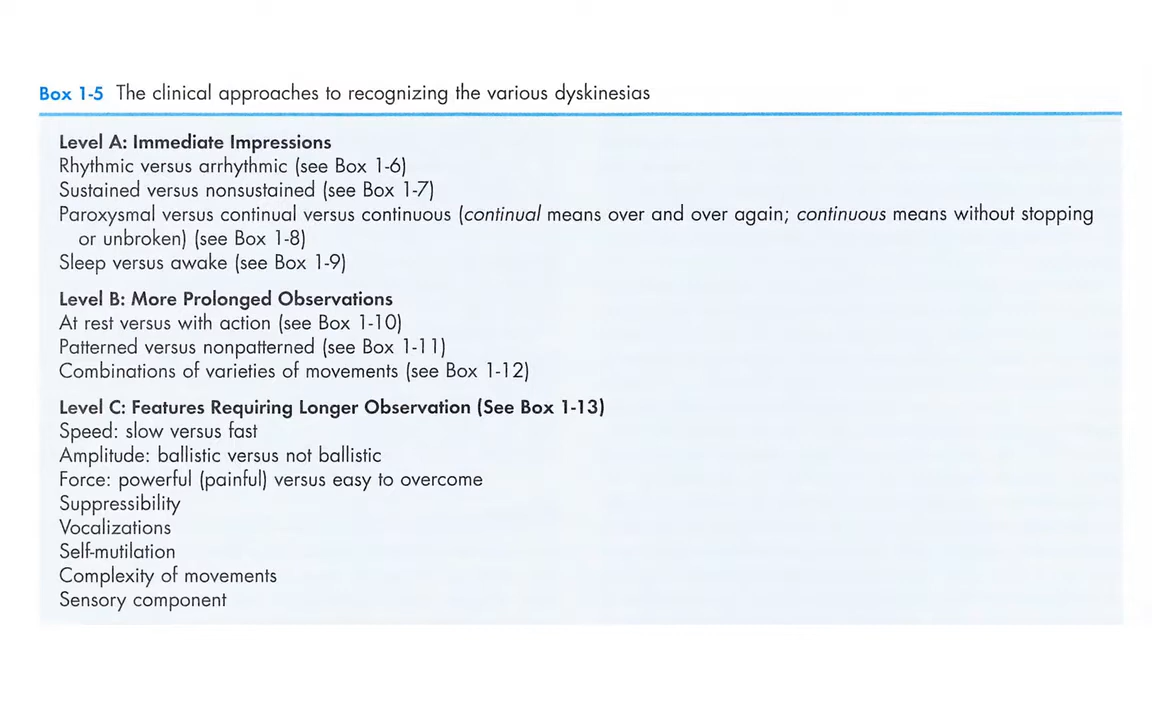 Box 1-5 The clinical approaches to recognizing the various dyskinesias
Level A: Immediate Impressions
Rhythmic versus arrhythmic (see Box 1-6)
Sustained versus nonsustained (see Box 1-7)
Paroxysmal versus continual versus continuous (continual means over and over again; continuous means without stopping
or unbroken) (see Box 1-8)
Sleep versus awake (see Box 1-9)
Level B: More Prolonged Observations
At rest versus with action (see Box 1-10)
Patterned versus nonpatterned (see Box 1-11)
Combinations of varieties of movements (see Box 1-12)
Level C: Features Requiring Longer Observation (See Box 1-13)
Speed: slow versus fast
Amplitude: ballistic versus not ballistic
Force: powerful (painful) versus easy to overcome
Suppressibility
Vocalizations
Self-mutilation
Complexity of movements
Sensory component